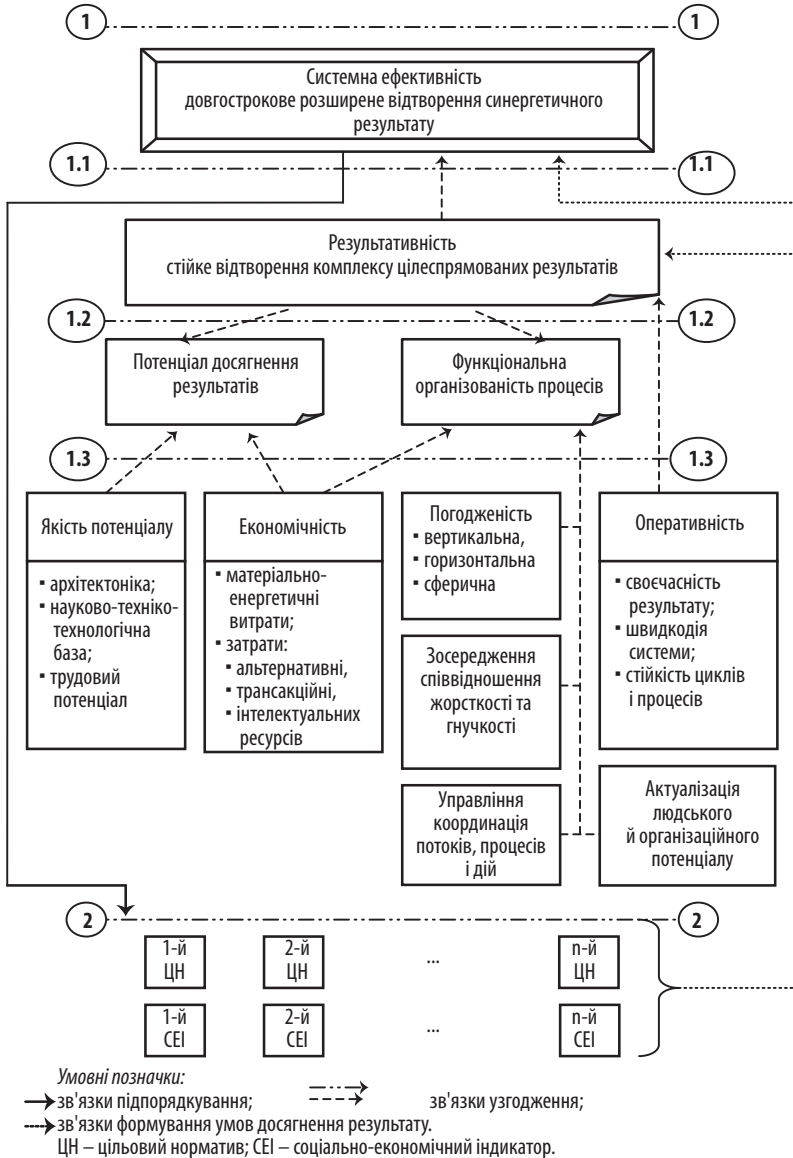 1 1
Системна ефективність
довгострокове розширене відтворення синергетичного
результату
1.1 1.1
Результативність
стійке відтворення комплексу цілеспрямованих результатів
1.2 1.2
Потенціал досягнення
результатів
Функціональна
організованість процесів
1.3 1.3
Якість потенціалу
▪ архітектоніка;
▪ науково-техніко-
технологічна
база;
▪ трудовий
потенціал
Економічність
▪ матеріально-
енергетичні
витрати;
▪ затрати:
▪ альтернативні,
▪ трансакційні,
▪ інтелектуальних
ресурсів
Погодженість
▪ вертикальна,
▪ горизонтальна
▪ сферична
Зосередження
співвідношення
жорсткості та
гнучкості
Управління
координація
потоків, процесів
і дій
Оперативність
▪ своєчасність
результату;
▪ швидкодія
системи;
▪ стійкість циклів
і процесів
Актуалізація
людського
й організаційного
потенціалу
2 2
1-й
ЦН
2-й
ЦН
...
n-й
ЦН
1-й
СЕІ
2-й
СЕІ
...
n-й
СЕІ
Умовні позначки:
зв'язки підпорядкування; зв'язки узгодження;
зв'язки формування умов досягнення результату.
ЦН – цільовий норматив; СЕІ – соціально-економічний індикатор.